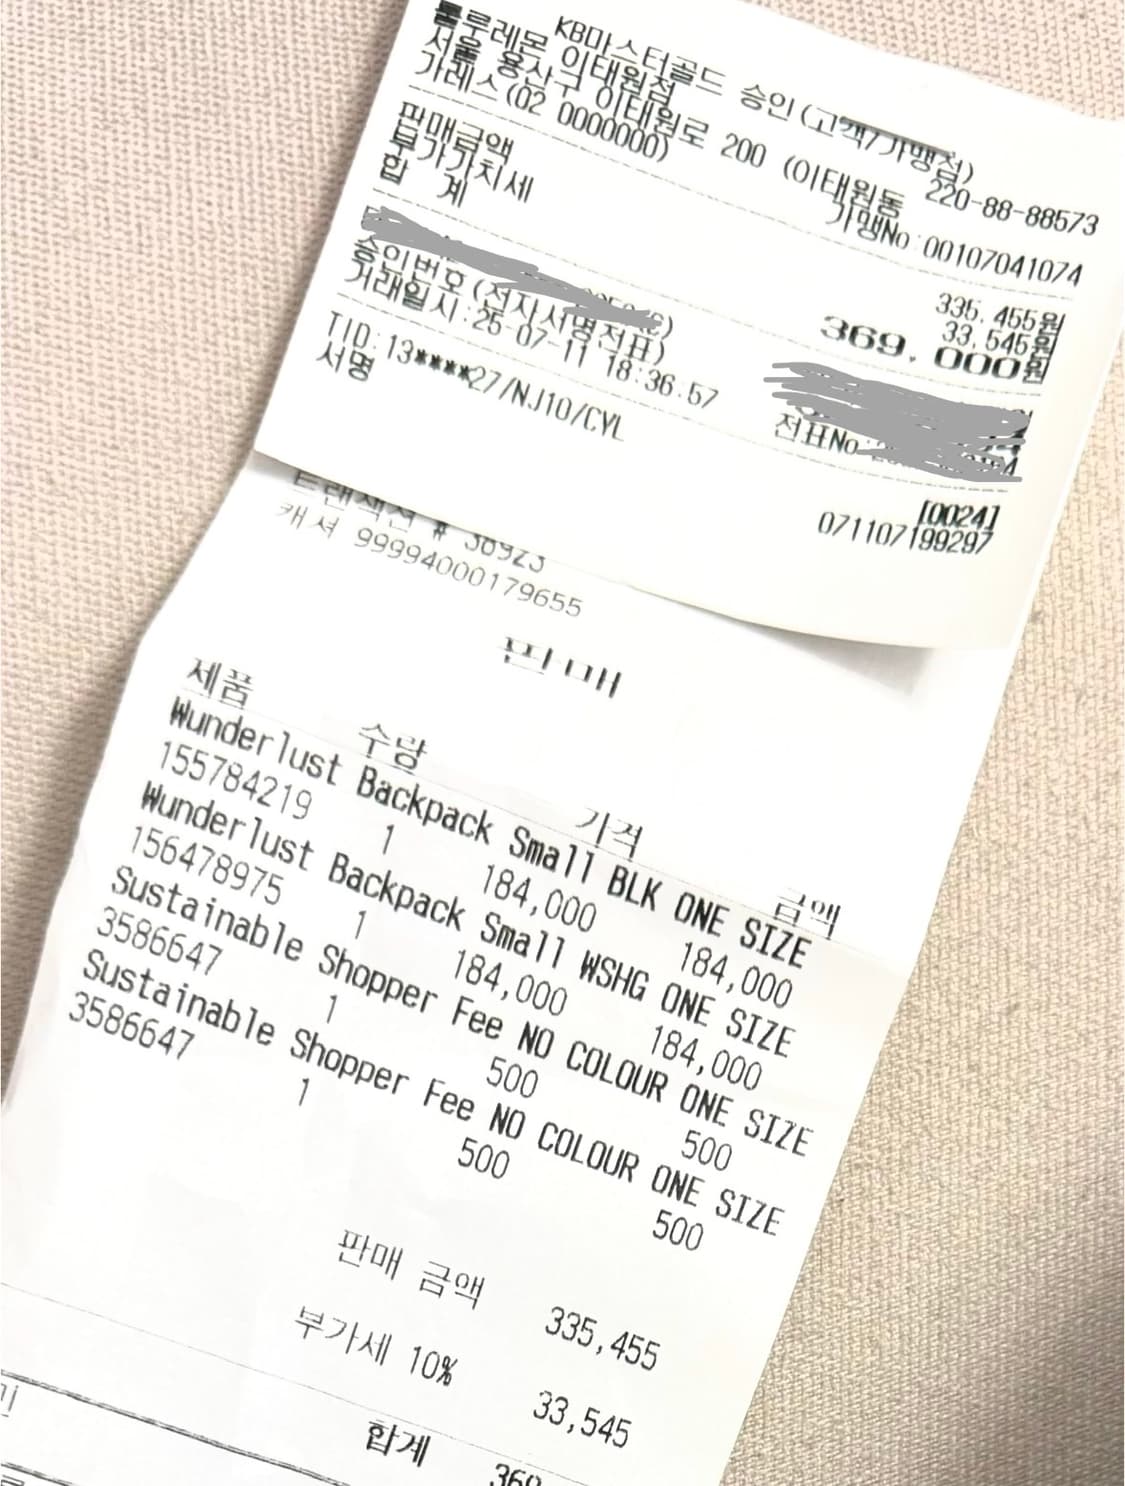 KB마스터골드 승인(고객/가맹점)
룰루레몬 이태원점 220-88-88573
서울 용산구 이태원로 200 (이태원동
가레스(02 0000000) 가맹No:00107041074
판매금액 335,455원
부가가치세 33,545원
합 계 369,000원
승인번호(전자서명전표)
거래일시:25-07-11 18:36:57 전표No:
TID:13****27/NJ10/CYL [0024]
서명 071107199297
트랜잭션 # 36923
캐셔 99994000179655
판매
제품 수량 가격 금액
Wunderlust Backpack Small BLK ONE SIZE
155784219 1 184,000 184,000
Wunderlust Backpack Small WSHG ONE SIZE
156478975 1 184,000 184,000
Sustainable Shopper Fee NO COLOUR ONE SIZE
3586647 1 500 500
Sustainable Shopper Fee NO COLOUR ONE SIZE
3586647 1 500 500
판매 금액 335,455
부가세 10% 33,545
합계